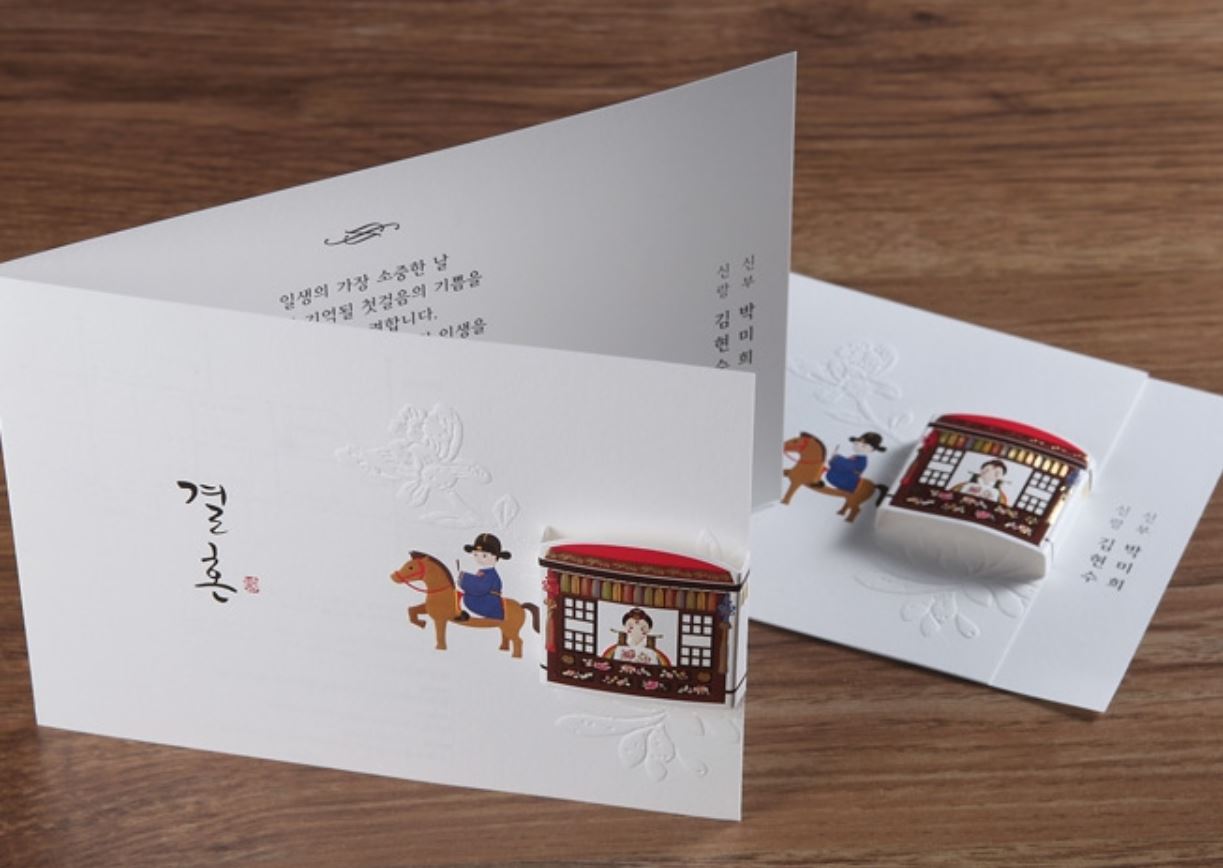 결혼
일생의 가장 소중한 날
기억될 첫걸음의 기쁨을
합니다.
인생을
신부 박미희
신랑 김현수
신부 박미희
신랑 김현수